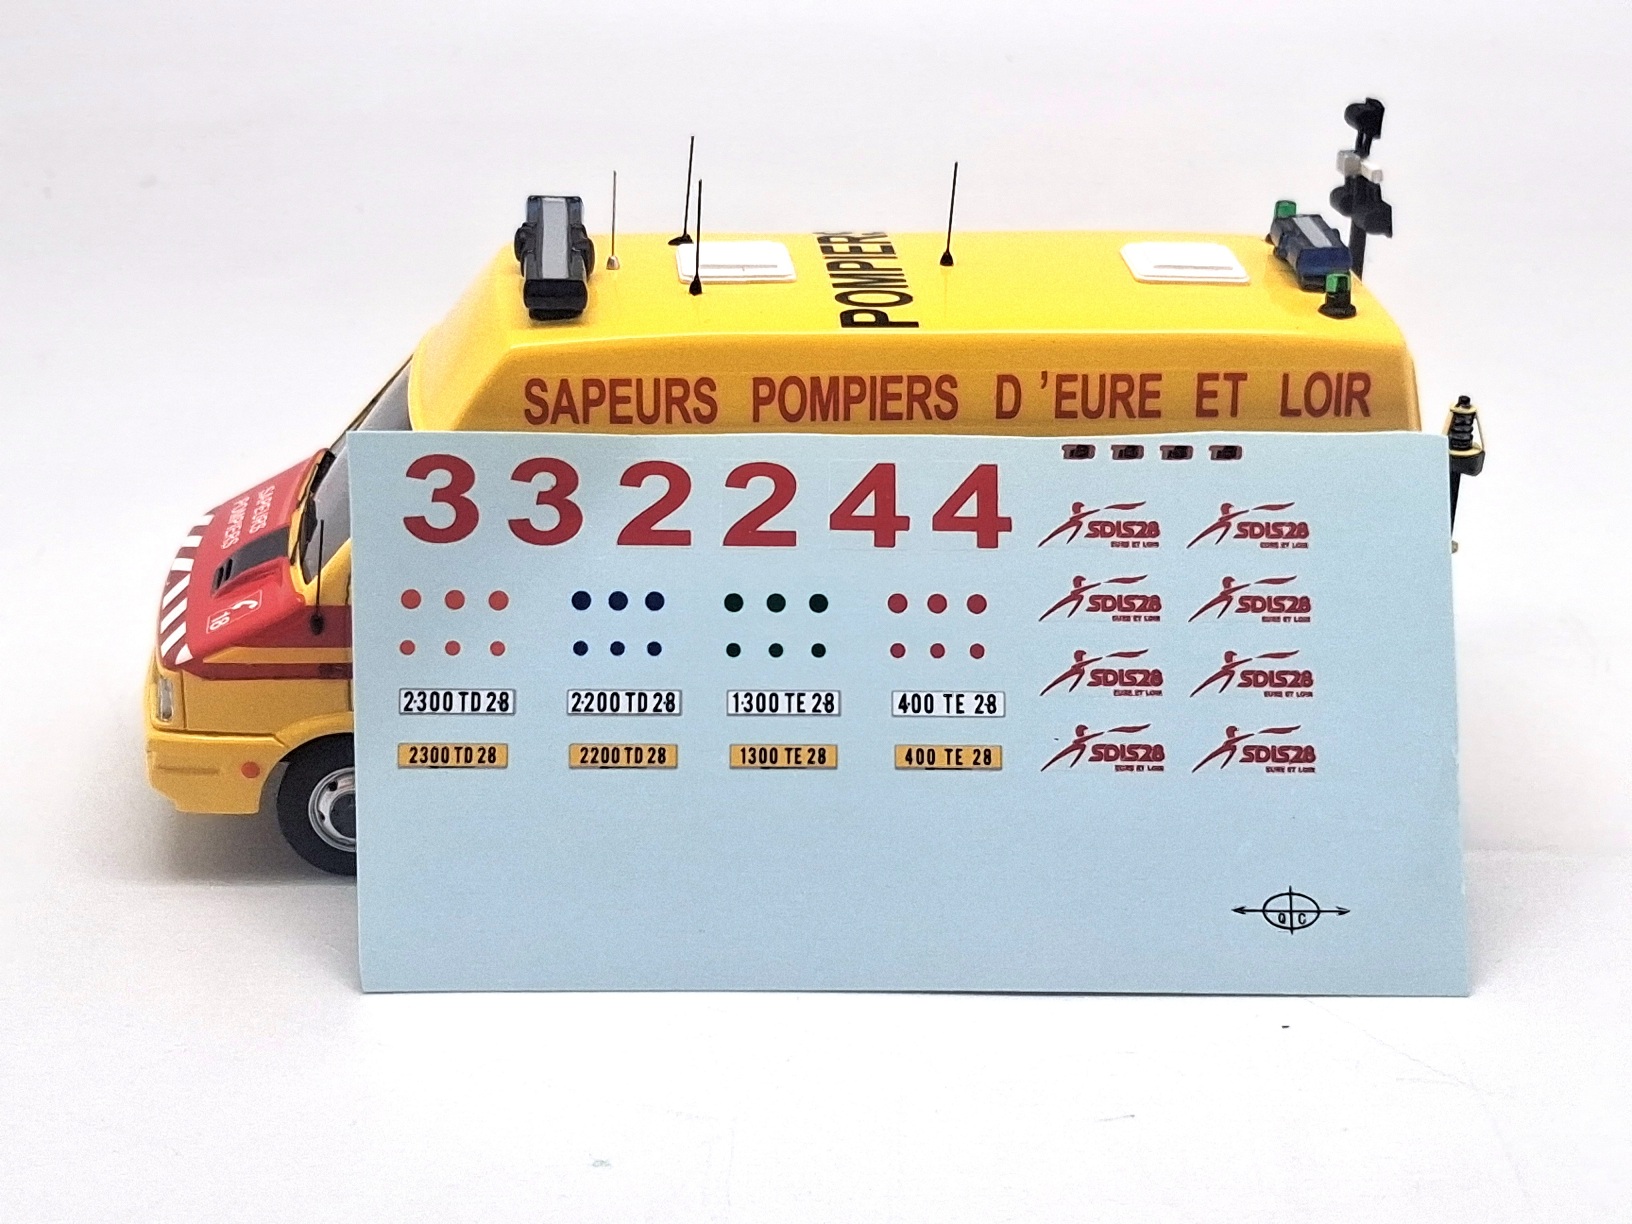 POMPIERS
SAPEURS POMPIERS D'EURE ET LOIR
SAPEURS
POMPIERS
18
3 3 2 2 4 4
SDIS28
EURE ET LOIR
SDIS28
EURE ET LOIR
SDIS28
EURE ET LOIR
SDIS28
EURE ET LOIR
SDIS28
EURE ET LOIR
SDIS28
EURE ET LOIR
SDIS28
EURE ET LOIR
SDIS28
EURE ET LOIR
2300 TD 28 2200 TD 28 1300 TE 28 400 TE 28
2300 TD 28 2200 TD 28 1300 TE 28 400 TE 28
Q C